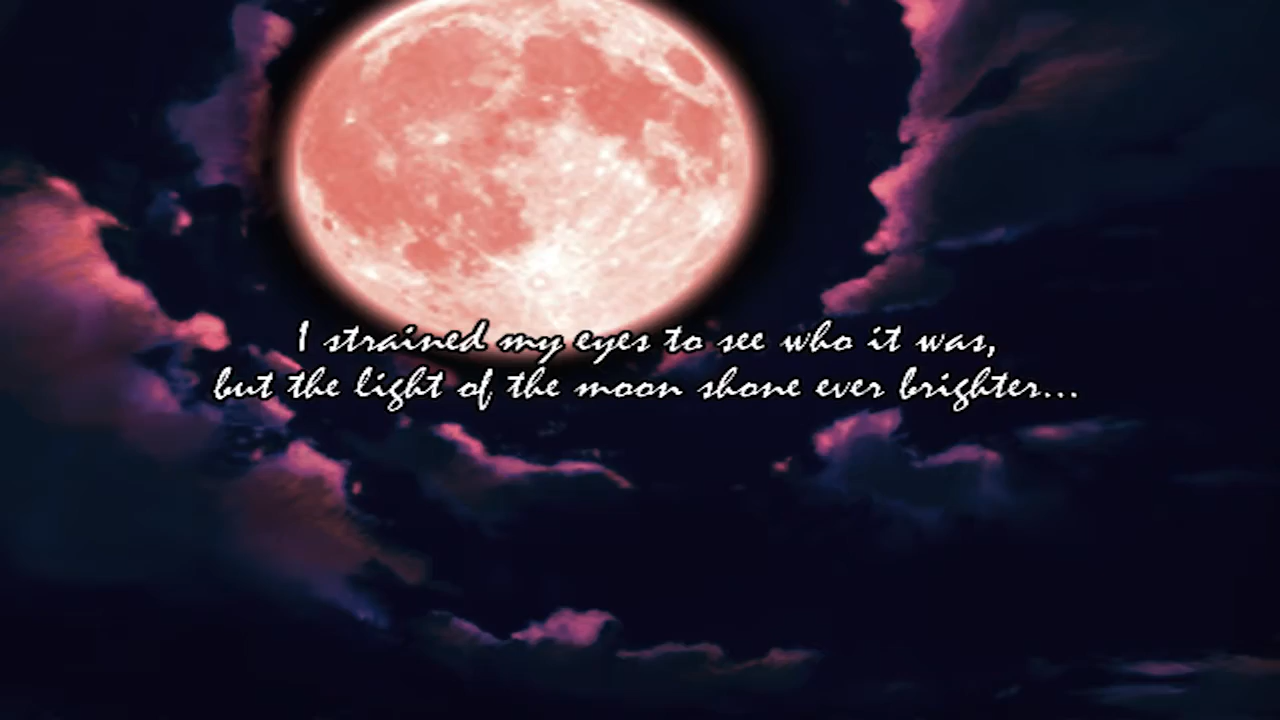 I strained my eyes to see who it was,
but the light of the moon shone ever brighter...